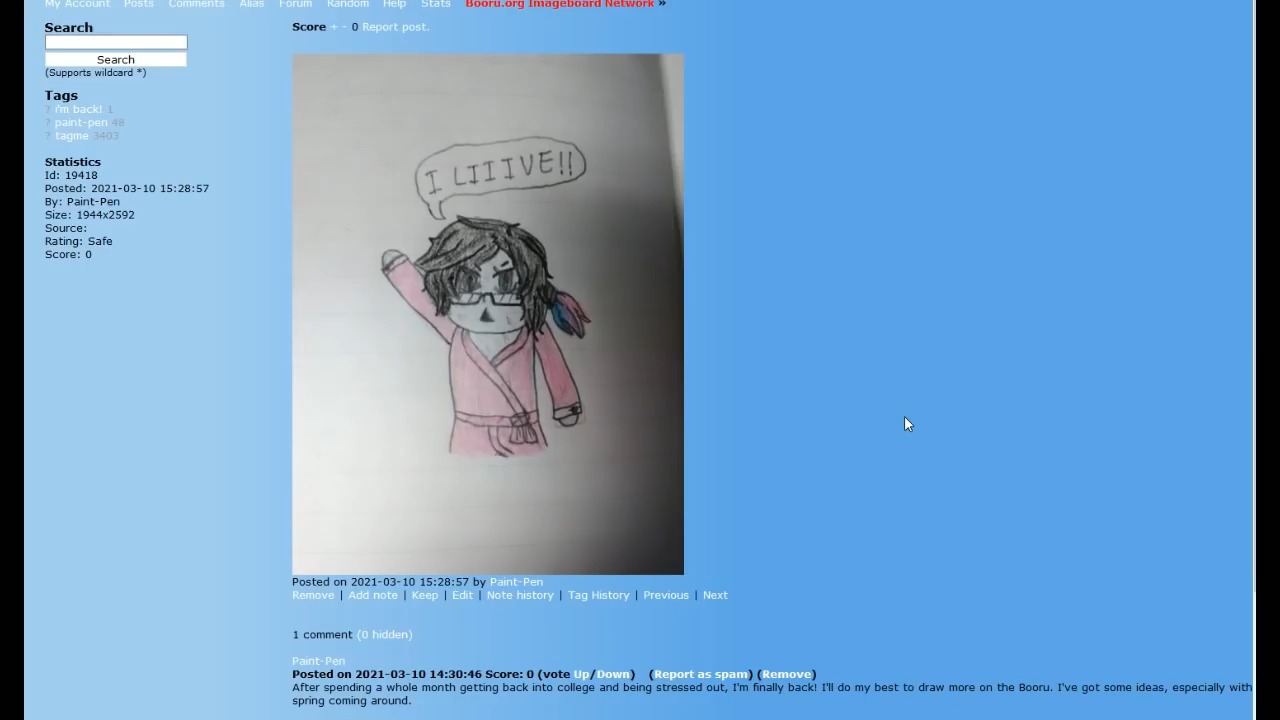 My Account Posts Comments Alias Forum Random Help Stats Booru.org Imageboard Network »
Search
Search
(Supports wildcard *)
Tags
? i'm back! 1
? paint-pen 48
? tagme 3403
Statistics
Id: 19418
Posted: 2021-03-10 15:28:57
By: Paint-Pen
Size: 1944x2592
Source:
Rating: Safe
Score: 0
Score + - 0 Report post.
I LIIIVE!!
Posted on 2021-03-10 15:28:57 by Paint-Pen
Remove | Add note | Keep | Edit | Note history | Tag History | Previous | Next
1 comment (0 hidden)
Paint-Pen
Posted on 2021-03-10 14:30:46 Score: 0 (vote Up/Down) (Report as spam) (Remove)
After spending a whole month getting back into college and being stressed out, I'm finally back! I'll do my best to draw more on the Booru. I've got some ideas, especially with
spring coming around.